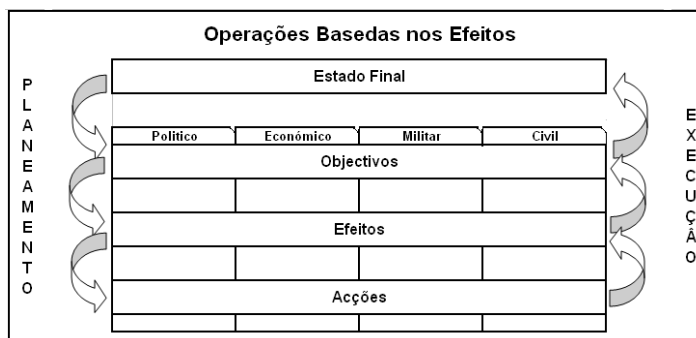 Operações Basedas nos Efeitos
PLANEAMENTO
Estado Final
Politico Económico Militar Civil
Objectivos
Efeitos
Acções
EXECUÇÂO